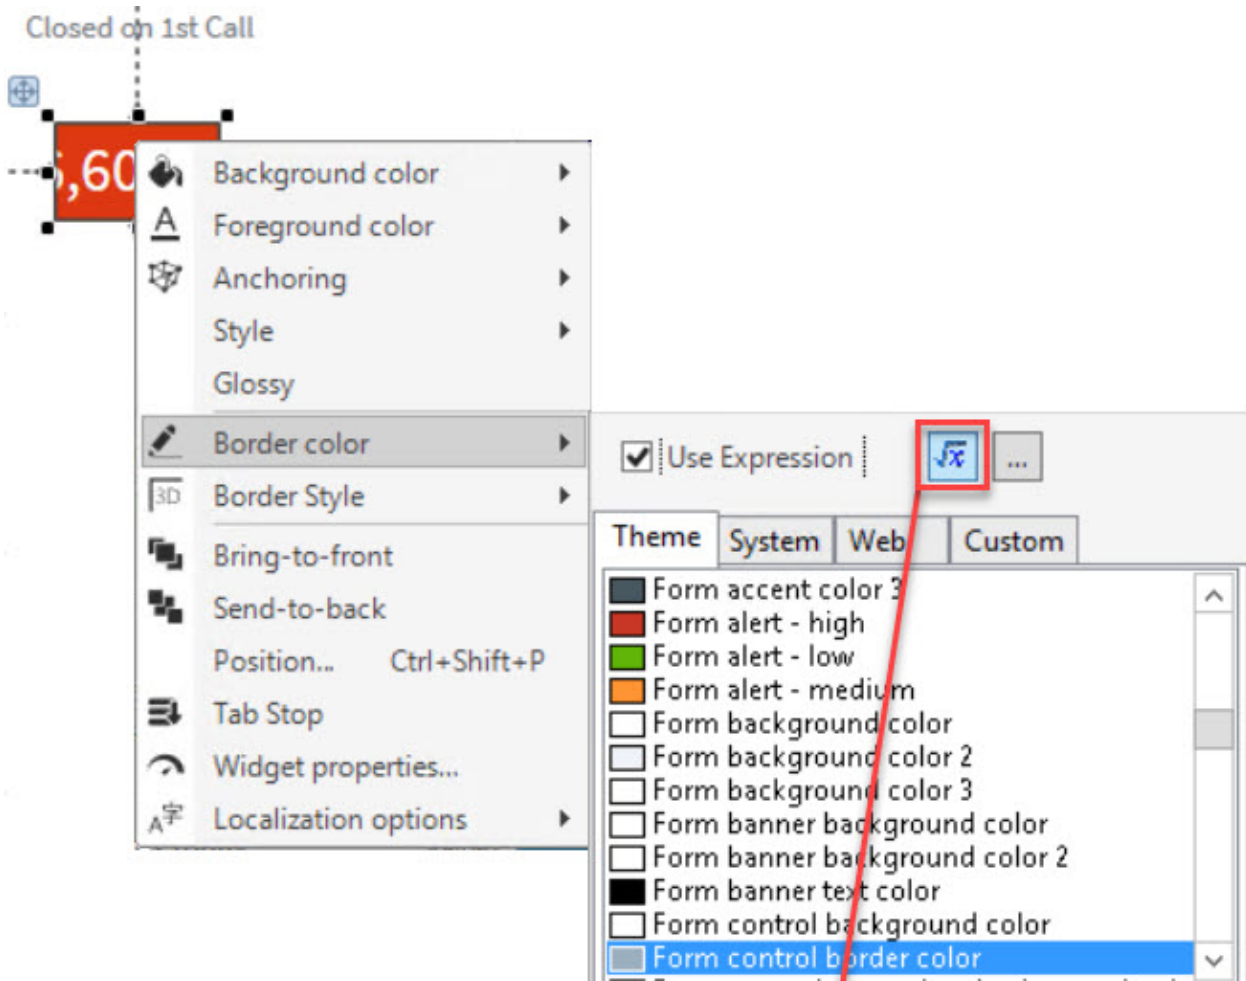 Closed on 1st Call
,60
Background color
A Foreground color
Anchoring
Style
Glossy
Border color
3D Border Style
Bring-to-front
Send-to-back
Position... Ctrl+Shift+P
Tab Stop
Widget properties...
A字 Localization options
Use Expression √x ...
Theme System Web Custom
Form accent color 3
Form alert - high
Form alert - low
Form alert - medium
Form background color
Form background color 2
Form background color 3
Form banner background color
Form banner background color 2
Form banner text color
Form control background color
Form control border color